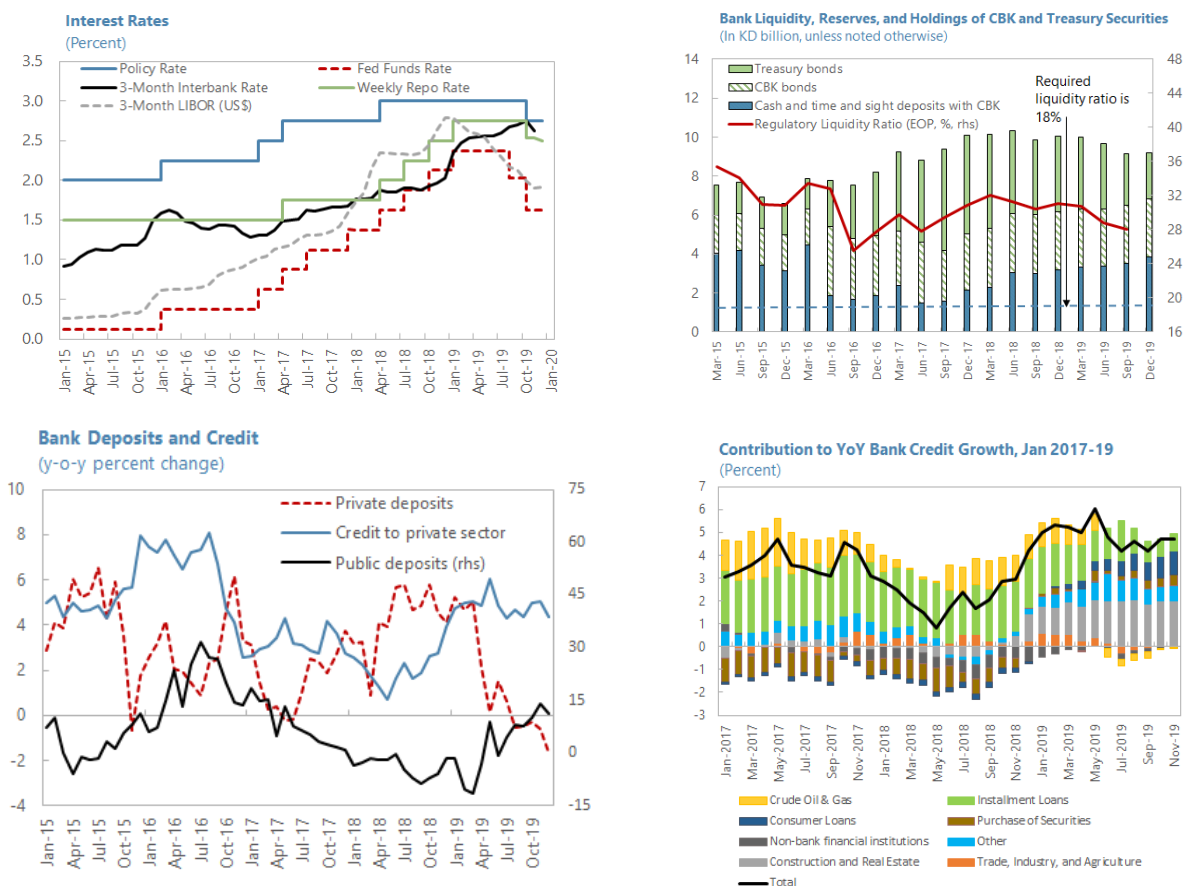 Interest Rates
(Percent)
3.5
3.0
2.5
2.0
1.5
1.0
0.5
0.0
Policy Rate
Fed Funds Rate
3-Month Interbank Rate
Weekly Repo Rate
3-Month LIBOR (US$)
Jan-15
Apr-15
Jul-15
Oct-15
Jan-16
Apr-16
Jul-16
Oct-16
Jan-17
Apr-17
Jul-17
Oct-17
Jan-18
Apr-18
Jul-18
Oct-18
Jan-19
Apr-19
Jul-19
Oct-19
Jan-20
Bank Liquidity, Reserves, and Holdings of CBK and Treasury Securities
(In KD billion, unless noted otherwise)
14
12
10
8
6
4
2
0
48
44
40
36
32
28
24
20
16
Treasury bonds
CBK bonds
Cash and time and sight deposits with CBK
Regulatory Liquidity Ratio (EOP, %, rhs)
Required
liquidity ratio is
18%
Mar-15
Jun-15
Sep-15
Dec-15
Mar-16
Jun-16
Sep-16
Dec-16
Mar-17
Jun-17
Sep-17
Dec-17
Mar-18
Jun-18
Sep-18
Dec-18
Mar-19
Jun-19
Sep-19
Dec-19
Bank Deposits and Credit
(y-o-y percent change)
10
8
6
4
2
0
-2
-4
75
60
45
30
15
0
-15
Private deposits
Credit to private sector
Public deposits (rhs)
Jan-15
Apr-15
Jul-15
Oct-15
Jan-16
Apr-16
Jul-16
Oct-16
Jan-17
Apr-17
Jul-17
Oct-17
Jan-18
Apr-18
Jul-18
Oct-18
Jan-19
Apr-19
Jul-19
Oct-19
Contribution to YoY Bank Credit Growth, Jan 2017-19
(Percent)
7
6
5
4
3
2
1
0
-1
-2
-3
Jan-2017
Mar-2017
May-2017
Jul-2017
Sep-2017
Nov-2017
Jan-2018
Mar-2018
May-2018
Jul-2018
Sep-2018
Nov-2018
Jan-2019
Mar-2019
May-2019
Jul-2019
Sep-19
Nov-19
Crude Oil & Gas
Installment Loans
Consumer Loans
Purchase of Securities
Non-bank financial institutions
Other
Construction and Real Estate
Trade, Industry, and Agriculture
Total